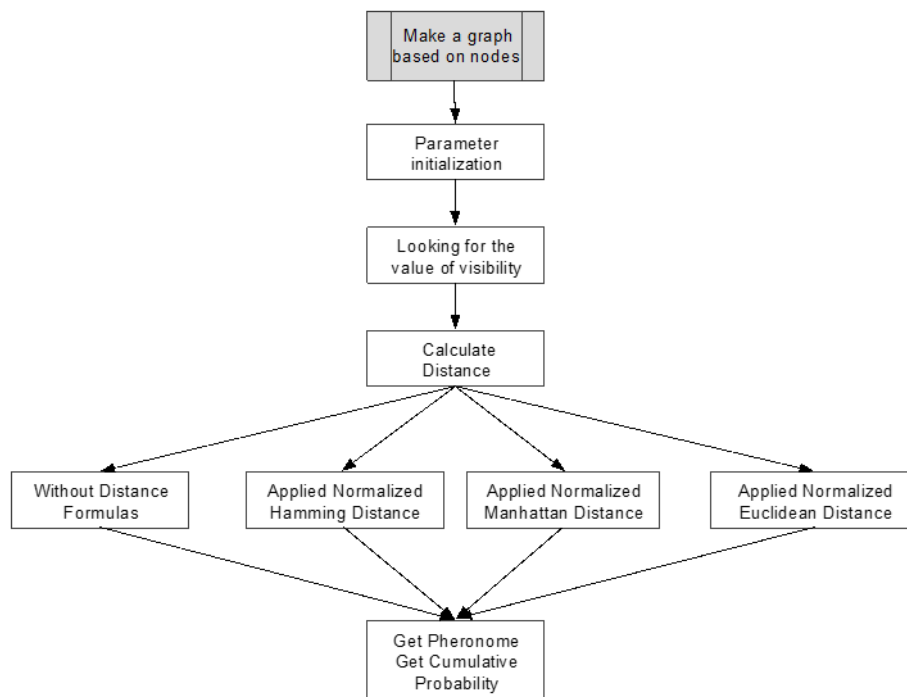 Make a graph
based on nodes
Parameter
initialization
Looking for the
value of visibility
Calculate
Distance
Without Distance
Formulas
Applied Normalized
Hamming Distance
Applied Normalized
Manhattan Distance
Applied Normalized
Euclidean Distance
Get Pheronome
Get Cumulative
Probability